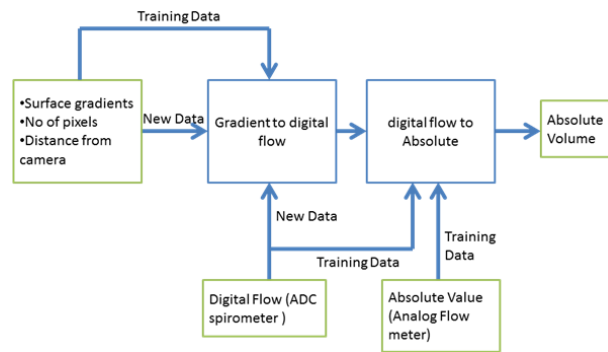 Training Data
•Surface gradients
•No of pixels
•Distance from
camera
New Data
Gradient to digital
flow
digital flow to
Absolute
Absolute
Volume
New Data
Training Data
Training
Data
Digital Flow (ADC
spirometer )
Absolute Value
(Analog Flow
meter)